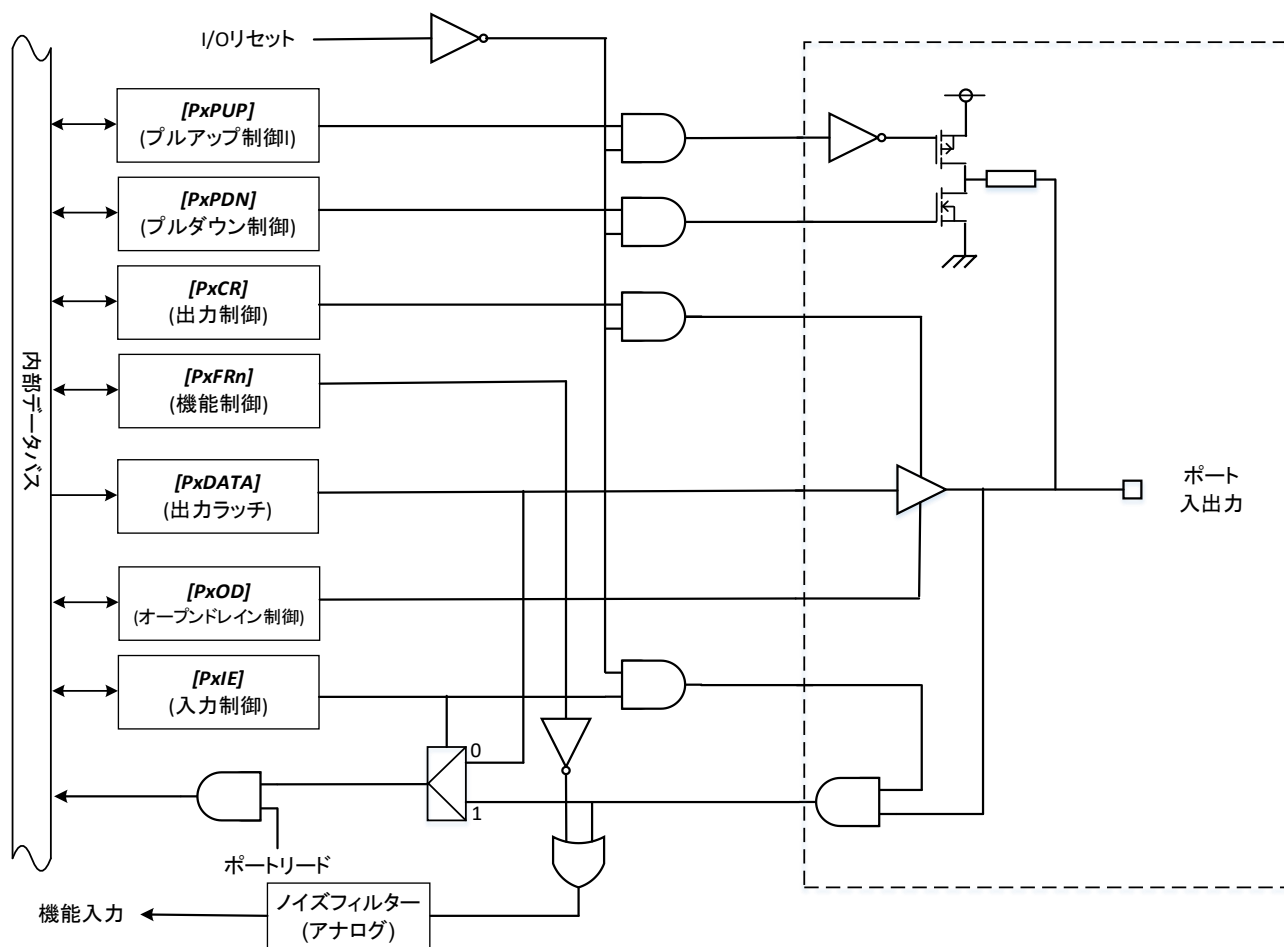 I/Oリセット
[PxPUP]
(プルアップ制御I)
[PxPDN]
(プルダウン制御)
[PxCR]
(出力制御)
内部データバス
[PxFRn]
(機能制御)
[PxDATA]
(出力ラッチ)
ポート
入出力
[PxOD]
(オープンドレイン制御)
[PxIE]
(入力制御)
0
1
ポートリード
機能入力
ノイズフィルター
(アナログ)